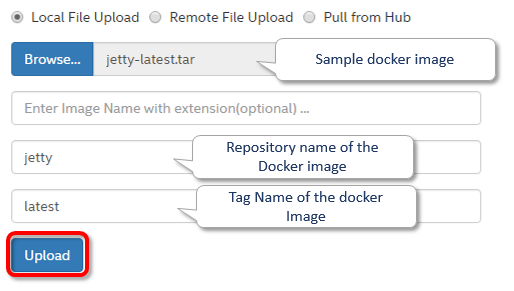 Local File Upload Remote File Upload Pull from Hub
Browse... jetty-latest.tar Sample docker image
Enter Image Name with extension(optional) ...
jetty
Repository name of the
Docker image
latest
Tag Name of the docker
Image
Upload